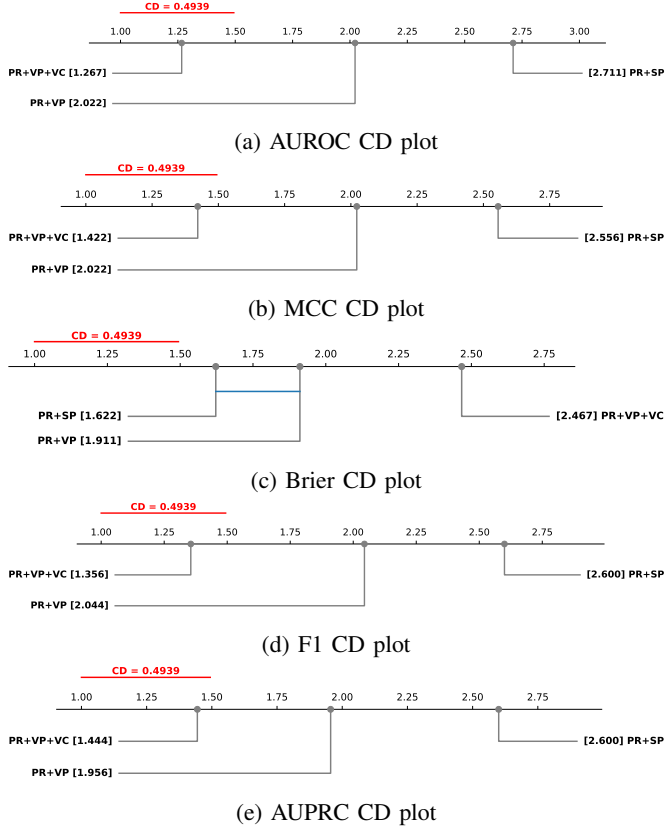 CD = 0.4939
1.00 1.25 1.50 1.75 2.00 2.25 2.50 2.75 3.00
PR+VP+VC [1.267] [2.711] PR+SP
PR+VP [2.022]
(a) AUROC CD plot
CD = 0.4939
1.00 1.25 1.50 1.75 2.00 2.25 2.50 2.75
PR+VP+VC [1.422] [2.556] PR+SP
PR+VP [2.022]
(b) MCC CD plot
CD = 0.4939
1.00 1.25 1.50 1.75 2.00 2.25 2.50 2.75
PR+SP [1.622] [2.467] PR+VP+VC
PR+VP [1.911]
(c) Brier CD plot
CD = 0.4939
1.00 1.25 1.50 1.75 2.00 2.25 2.50 2.75
PR+VP+VC [1.356] [2.600] PR+SP
PR+VP [2.044]
(d) F1 CD plot
CD = 0.4939
1.00 1.25 1.50 1.75 2.00 2.25 2.50 2.75
PR+VP+VC [1.444] [2.600] PR+SP
PR+VP [1.956]
(e) AUPRC CD plot